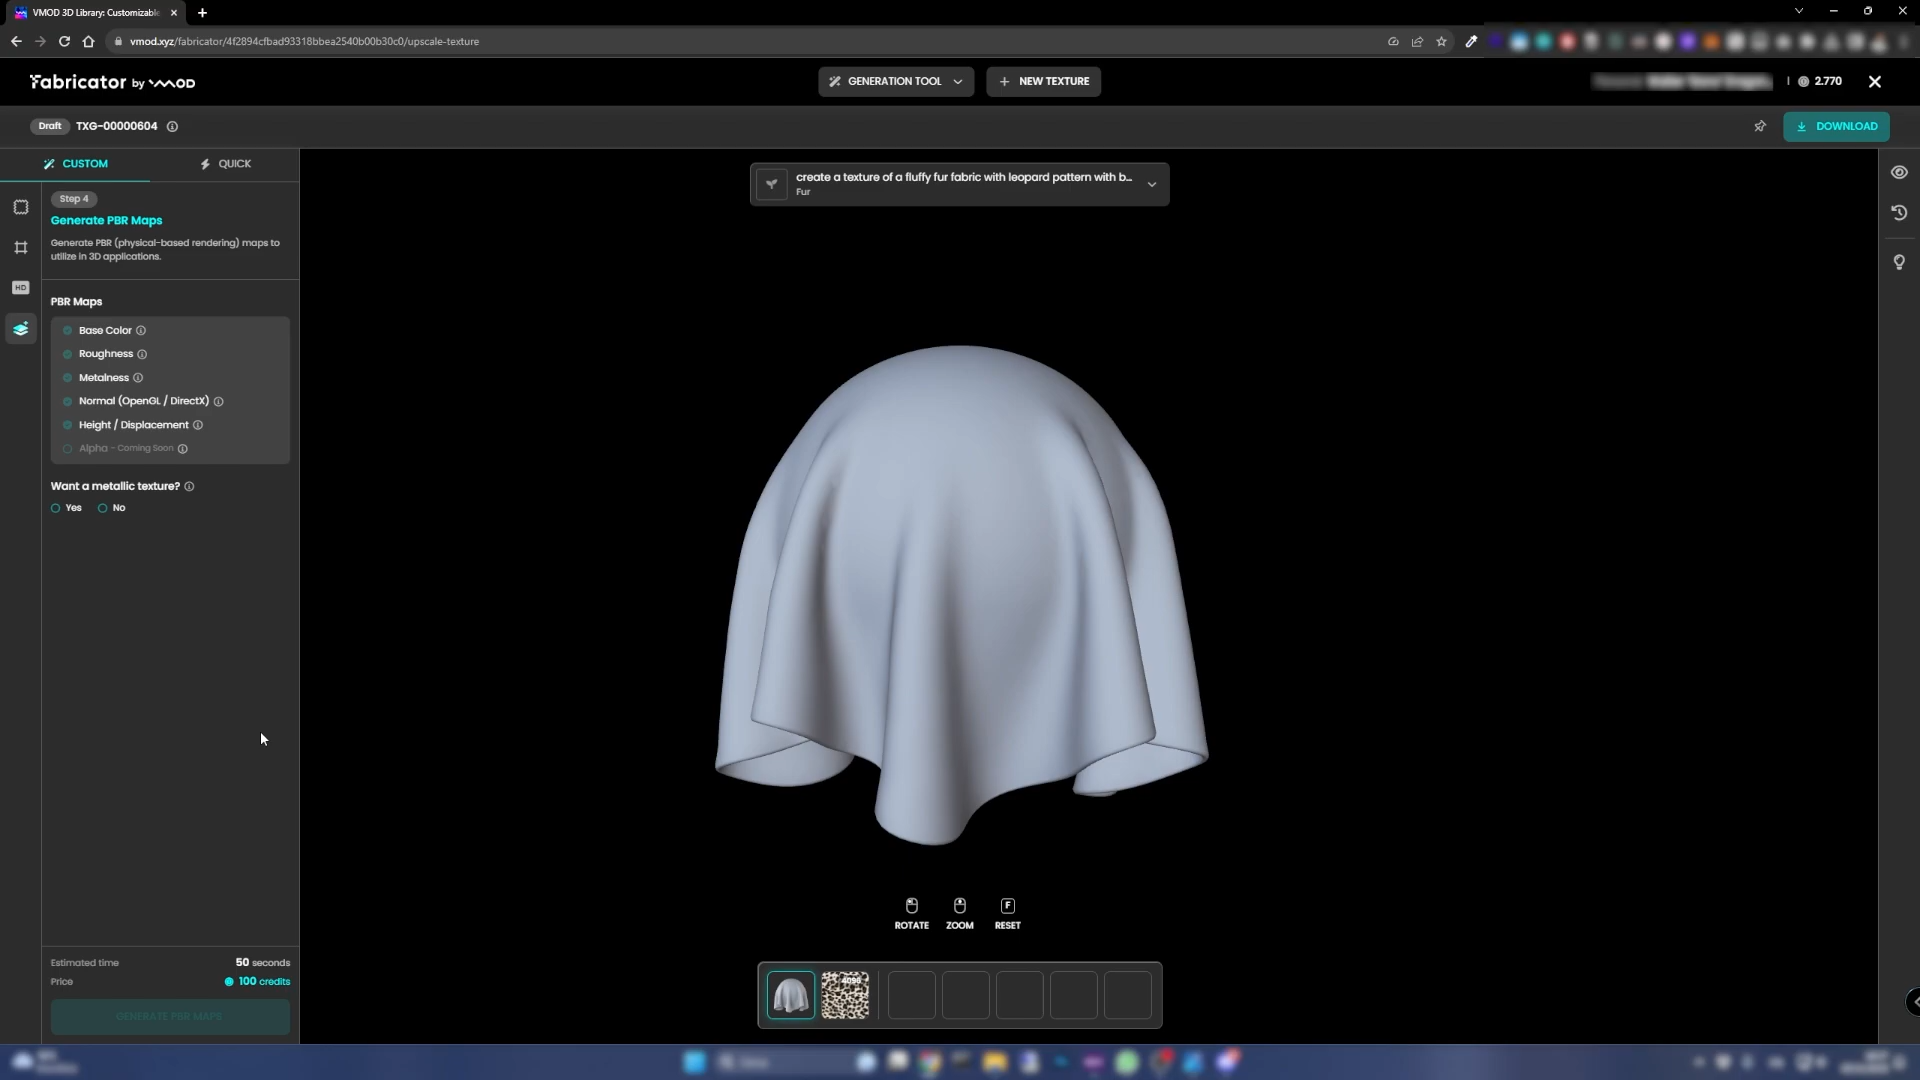 VMOD 3D Library: Customizable
vmod.xyz/fabricator/4f2894cfbad93318bbea2540b00b30c0/upscale-texture
Fabricator by VMOD
GENERATION TOOL
+ NEW TEXTURE
2.770
Draft TXG-00000604
DOWNLOAD
CUSTOM
QUICK
create a texture of a fluffy fur fabric with leopard pattern with b...
Fur
Step 4
Generate PBR Maps
Generate PBR (physical-based rendering) maps to
utilize in 3D applications.
HD
PBR Maps
Base Color
Roughness
Metalness
Normal (OpenGL / DirectX)
Height / Displacement
Alpha - Coming Soon
Want a metallic texture?
Yes No
F
ROTATE ZOOM RESET
Estimated time 50 seconds
Price 100 credits
GENERATE PBR MAPS
4096